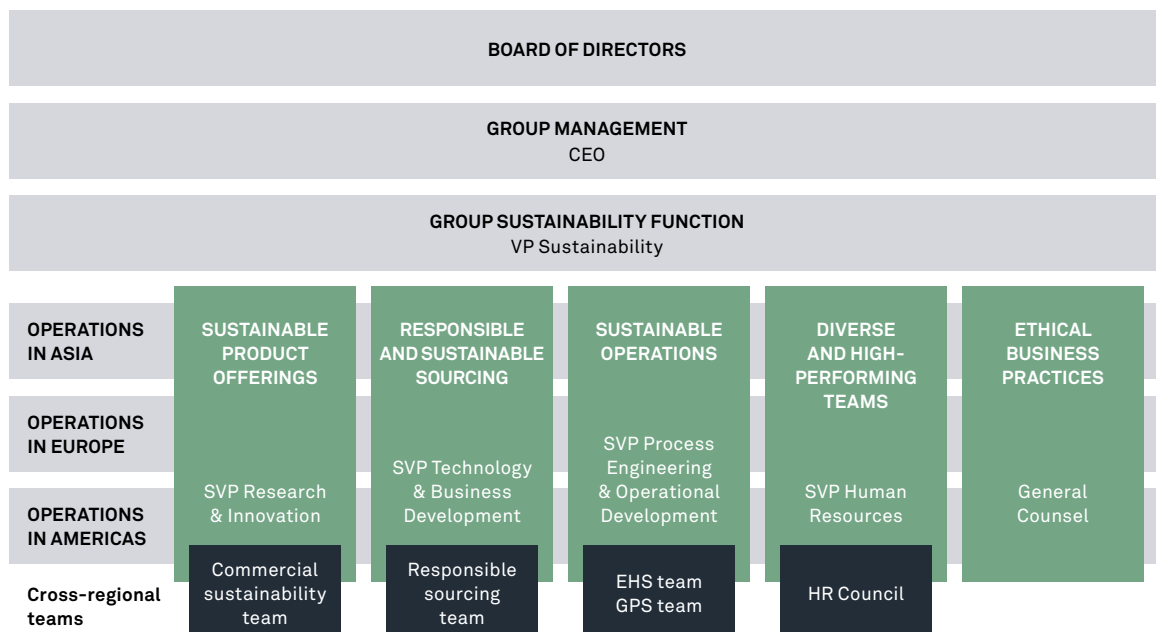 BOARD OF DIRECTORS
GROUP MANAGEMENT
CEO
GROUP SUSTAINABILITY FUNCTION
VP Sustainability
OPERATIONS
IN ASIA
OPERATIONS
IN EUROPE
OPERATIONS
IN AMERICAS
Cross-regional
teams
SUSTAINABLE
PRODUCT
OFFERINGS
SVP Research
& Innovation
Commercial
sustainability
team
RESPONSIBLE
AND SUSTAINABLE
SOURCING
SVP Technology
& Business
Development
Responsible
sourcing
team
SUSTAINABLE
OPERATIONS
SVP Process
Engineering
& Operational
Development
EHS team
GPS team
DIVERSE
AND HIGH-
PERFORMING
TEAMS
SVP Human
Resources
HR Council
ETHICAL
BUSINESS
PRACTICES
General
Counsel